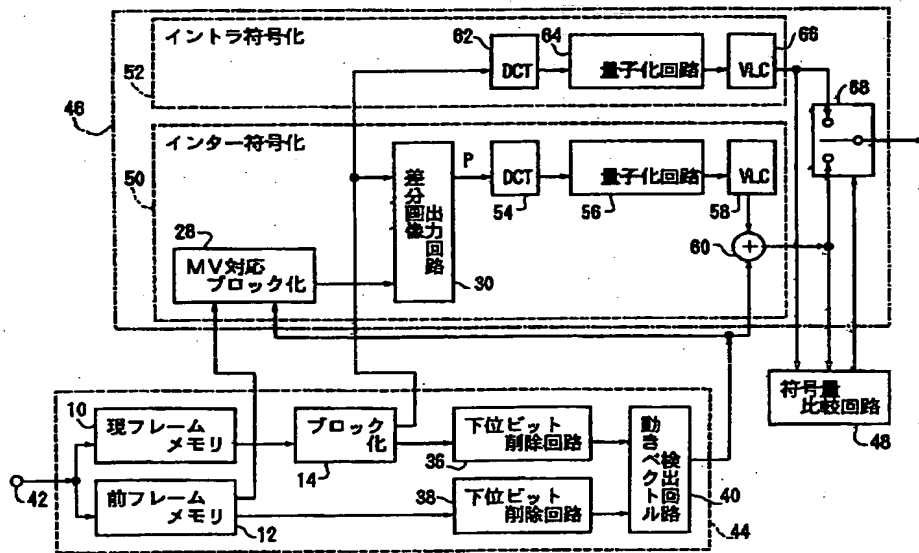 イントラ符号化
62
64
66
DCT
量子化回路
VLC
52
68
46
インター符号化
50
P
DCT
量子化回路
VLC
54
56
58
差分画像
出力回路
28
MV対応
ブロック化
30
60
+
符号量
比較回路
48
10
現フレーム
メモリ
ブロック化
14
下位ビット
削除回路
36
動きベクトル
検出回路
40
42
前フレーム
メモリ
12
38
下位ビット
削除回路
44